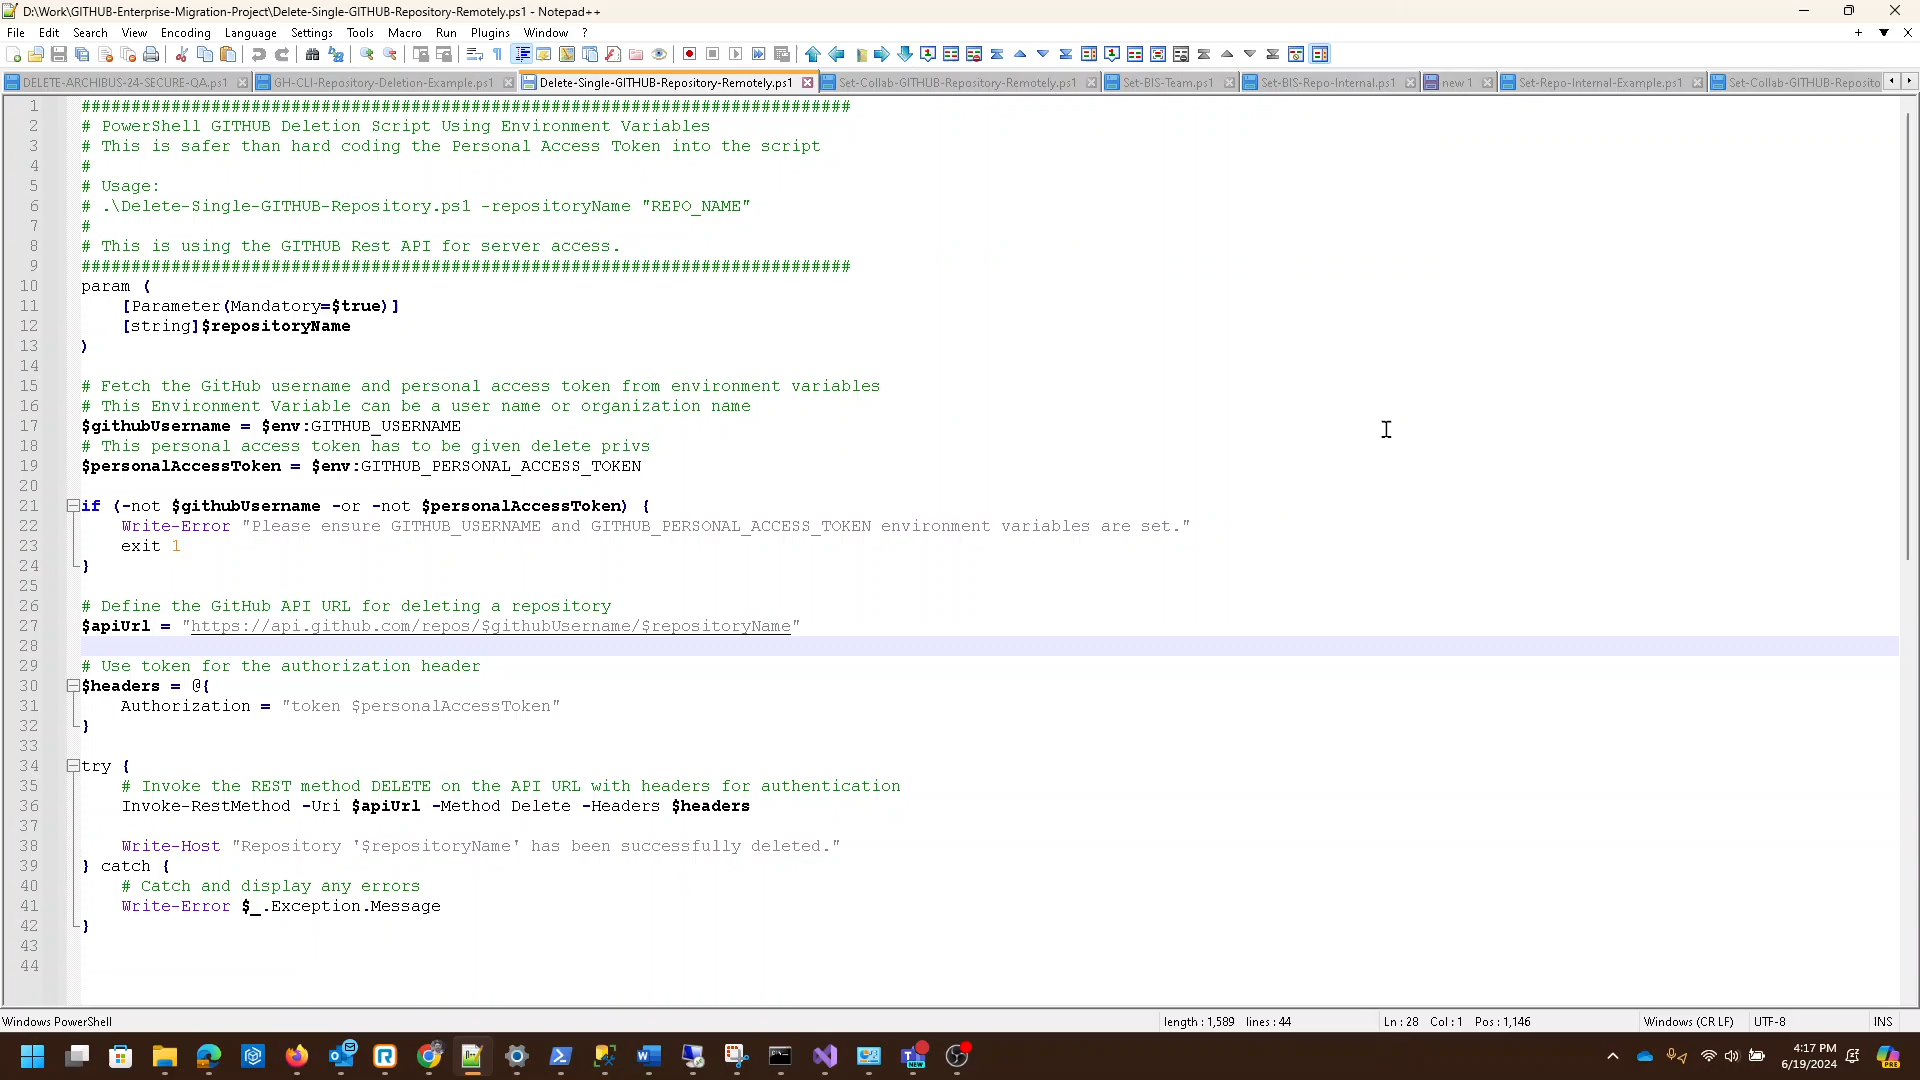 D:\Work\GITHUB-Enterprise-Migration-Project\Delete-Single-GITHUB-Repository-Remotely.ps1 - Notepad++
File Edit Search View Encoding Language Settings Tools Macro Run Plugins Window ?
DELETE-ARCHIBUS-24-SECURE-QA.ps1 GH-CLI-Repository-Deletion-Example.ps1 Delete-Single-GITHUB-Repository-Remotely.ps1 Set-Collab-GITHUB-Repository-Remotely.ps1 Set-BIS-Team.ps1 Set-BIS-Repo-Internal.ps1 new 1 Set-Repo-Internal-Example.ps1 Set-Collab-GITHUB-Reposito
1 #############################################################################
2 # PowerShell GITHUB Deletion Script Using Environment Variables
3 # This is safer than hard coding the Personal Access Token into the script
4 #
5 # Usage:
6 # .\Delete-Single-GITHUB-Repository.ps1 -repositoryName "REPO_NAME"
7 #
8 # This is using the GITHUB Rest API for server access.
9 #############################################################################
10 param (
11 [Parameter(Mandatory=$true)]
12 [string]$repositoryName
13 )
14
15 # Fetch the GitHub username and personal access token from environment variables
16 # This Environment Variable can be a user name or organization name
17 $githubUsername = $env:GITHUB_USERNAME
18 # This personal access token has to be given delete privs
19 $personalAccessToken = $env:GITHUB_PERSONAL_ACCESS_TOKEN
20
21 if (-not $githubUsername -or -not $personalAccessToken) {
22 Write-Error "Please ensure GITHUB_USERNAME and GITHUB_PERSONAL_ACCESS_TOKEN environment variables are set."
23 exit 1
24 }
25
26 # Define the GitHub API URL for deleting a repository
27 $apiUrl = "https://api.github.com/repos/$githubUsername/$repositoryName"
28
29 # Use token for the authorization header
30 $headers = @{
31 Authorization = "token $personalAccessToken"
32 }
33
34 try {
35 # Invoke the REST method DELETE on the API URL with headers for authentication
36 Invoke-RestMethod -Uri $apiUrl -Method Delete -Headers $headers
37
38 Write-Host "Repository '$repositoryName' has been successfully deleted."
39 } catch {
40 # Catch and display any errors
41 Write-Error $_.Exception.Message
42 }
43
44
Windows PowerShell length : 1,589 lines : 44 Ln : 28 Col : 1 Pos : 1,146 Windows (CR LF) UTF-8 INS
4:17 PM
6/19/2024